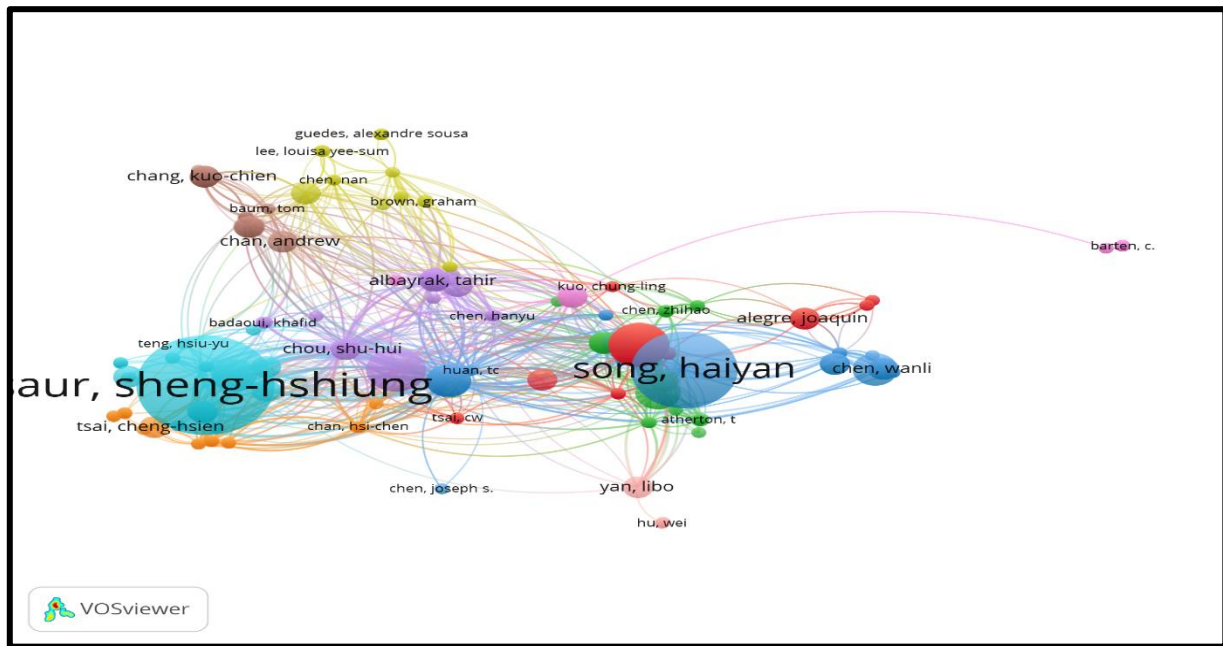 guedes, alexandre sousa
lee, louisa yee-sum
chang, kuo-chien
chen, nan
brown, graham
baum, tom
chan, andrew
barten, c.
albayrak, tahir
kuo, chung-ling
chen, zhihao
chen, hanyu
alegre, joaquin
badaoui, khafid
teng, hsiu-yu
chou, shu-hui
huan, tc
song, haiyan
chen, wanli
saur, sheng-hshiung
tsai, cheng-hsien
chan, hsi-chen
tsai, cw
atherton, t
chen, joseph s.
yan, libo
hu, wei
VOSviewer